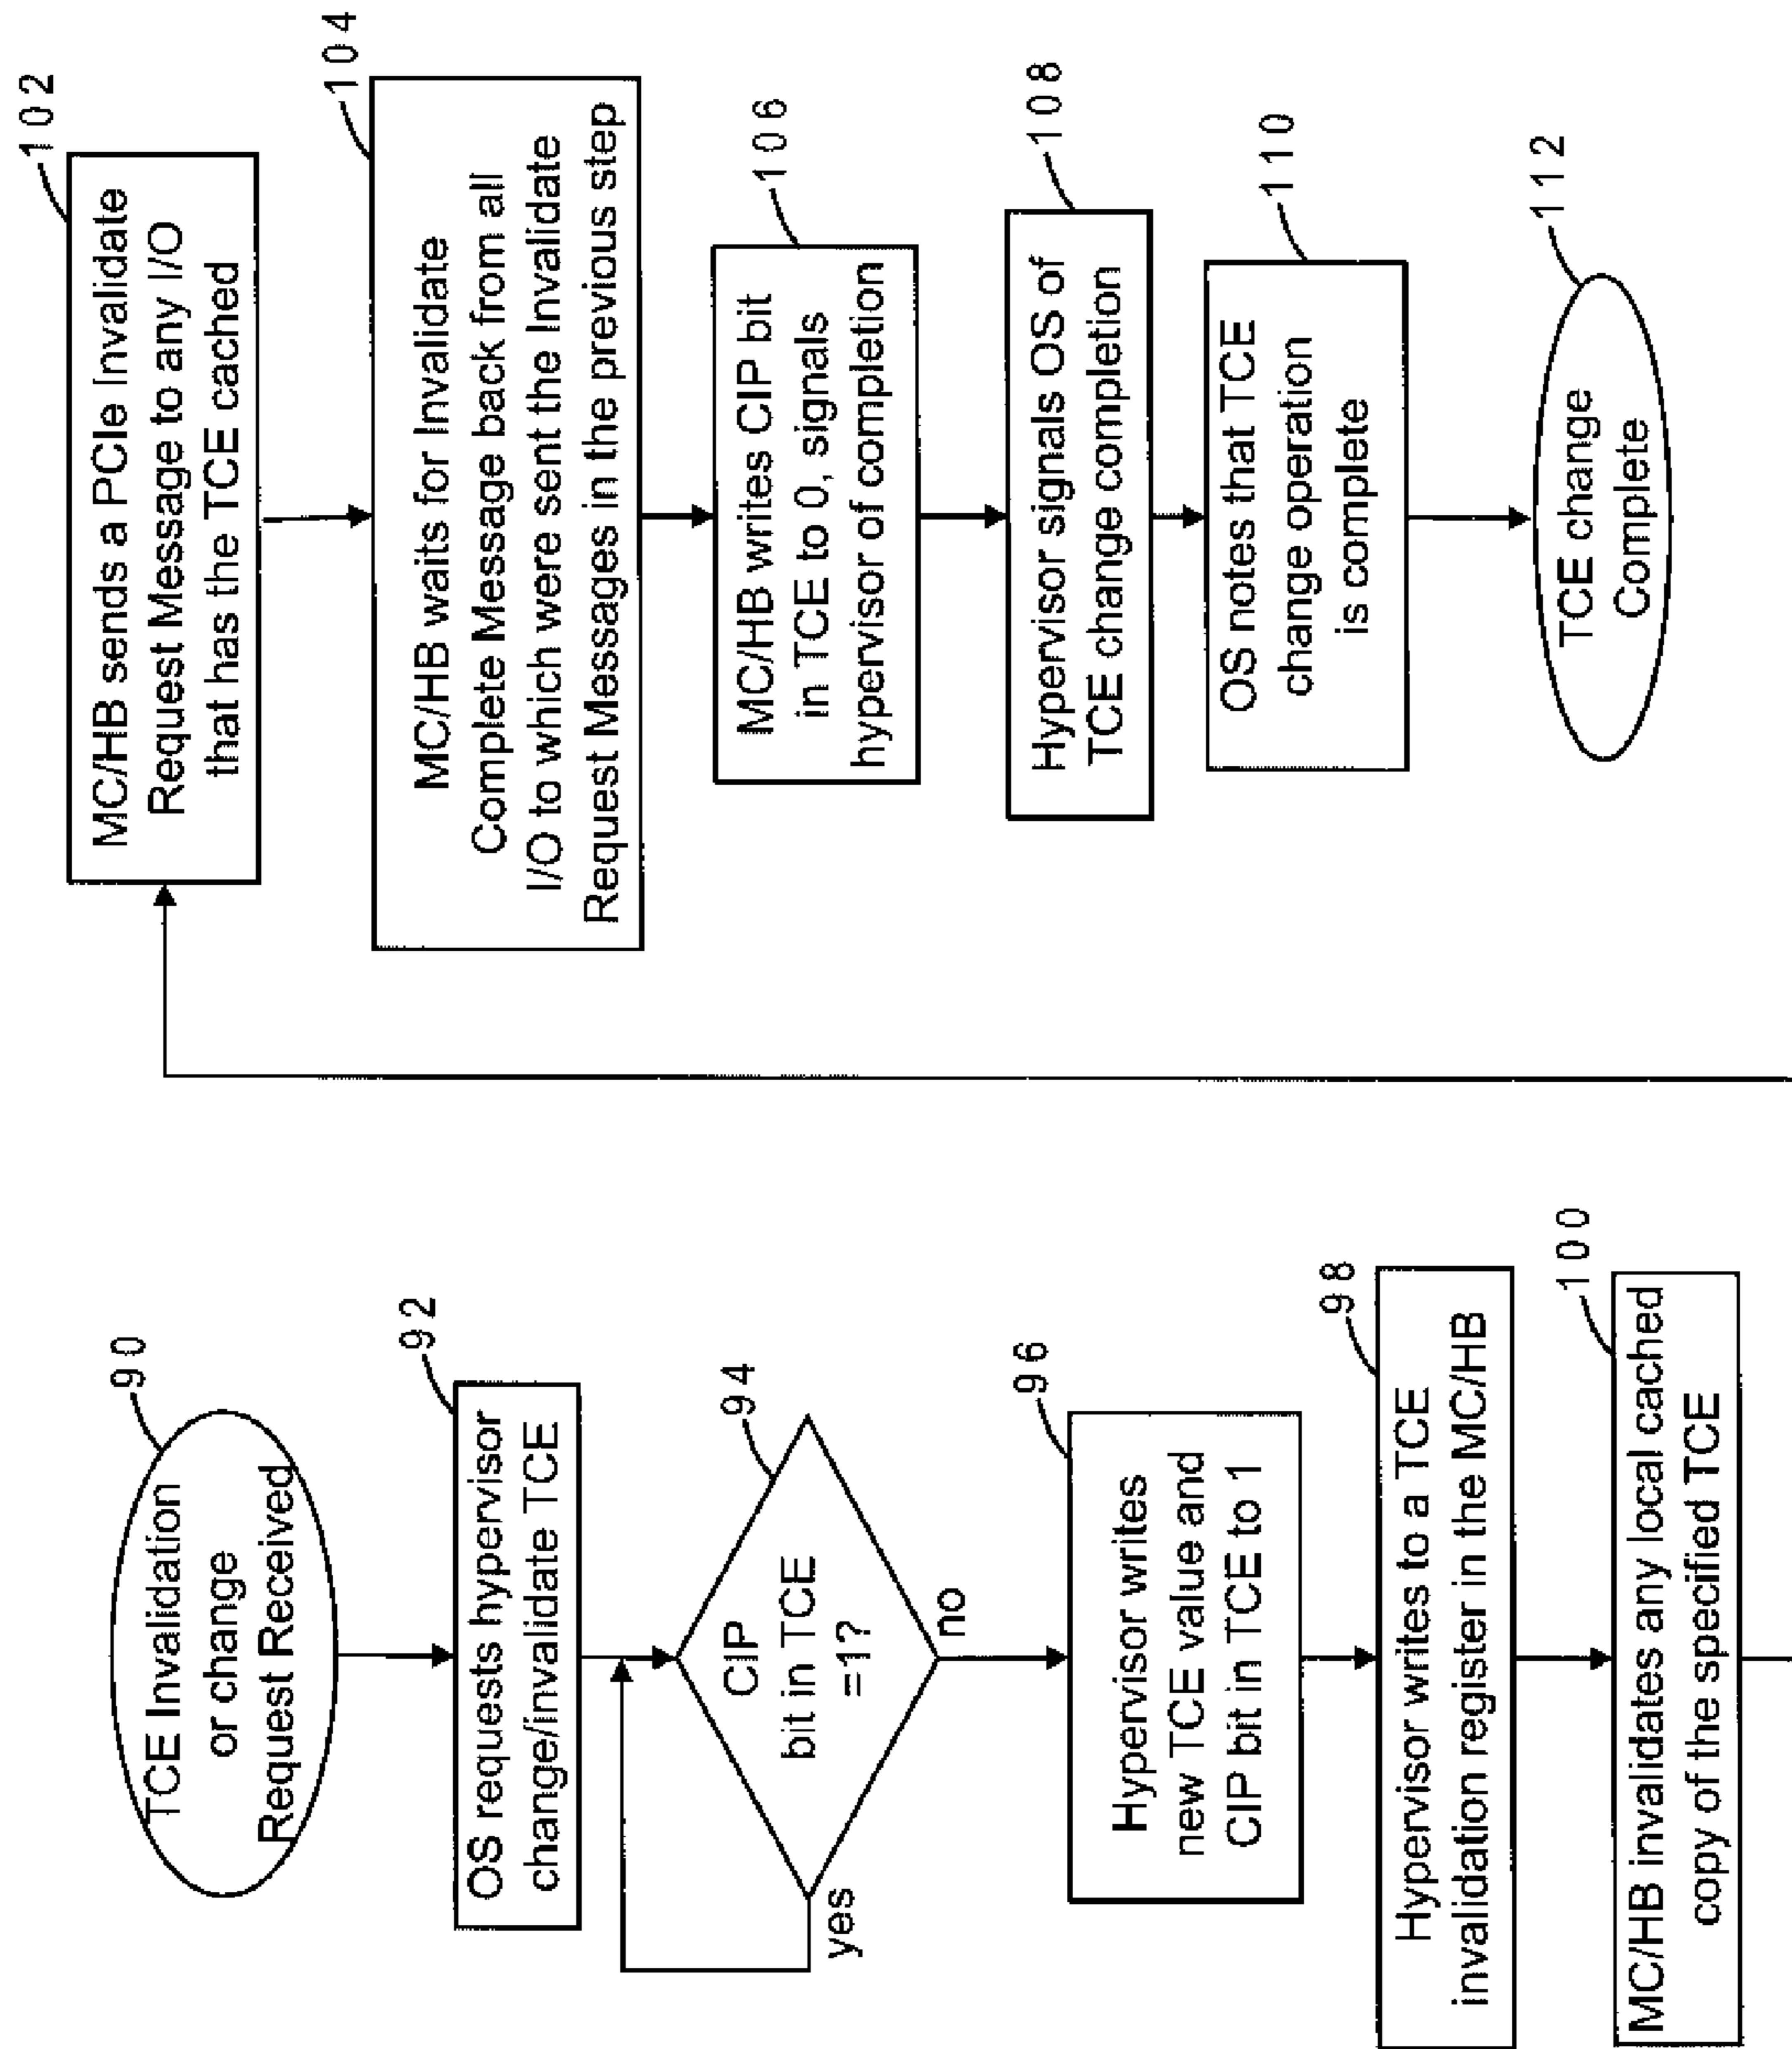 90
TCE Invalidation
or change
Request Received
92
OS requests hypervisor
change/invalidate TCE
94
CIP
bit in TCE
=1?
yes
no
96
Hypervisor writes
new TCE value and
CIP bit in TCE to 1
98
Hypervisor writes to a TCE
invalidation register in the MC/HB
100
MC/HB invalidates any local cached
copy of the specified TCE
102
MC/HB sends a PCIe Invalidate
Request Message to any I/O
that has the TCE cached
104
MC/HB waits for Invalidate
Complete Message back from all
I/O to which were sent the Invalidate
Request Messages in the previous step
106
MC/HB writes CIP bit
in TCE to 0, signals
hypervisor of completion
108
Hypervisor signals OS of
TCE change completion
110
OS notes that TCE
change operation
is complete
112
TCE change
Complete